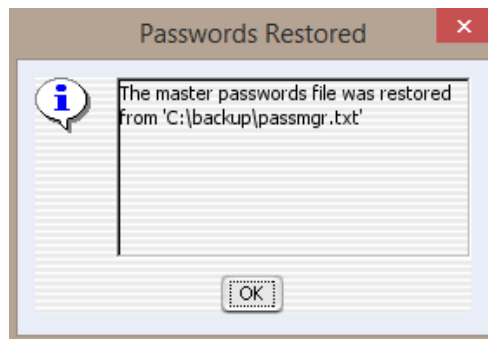 Passwords Restored
The master passwords file was restored
from 'C:\backup\passmgr.txt'
OK